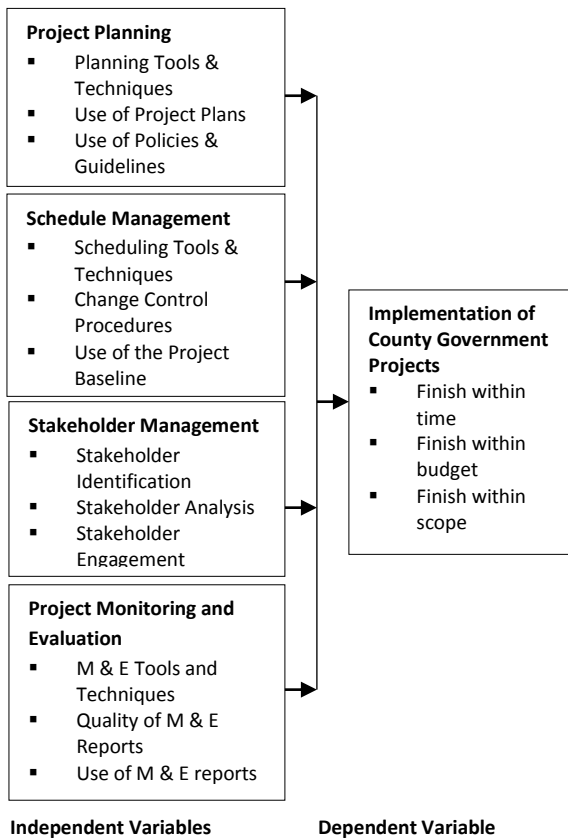 Project Planning
▪ Planning Tools &
Techniques
▪ Use of Project Plans
▪ Use of Policies &
Guidelines
Schedule Management
▪ Scheduling Tools &
Techniques
▪ Change Control
Procedures
▪ Use of the Project
Baseline
Stakeholder Management
▪ Stakeholder
Identification
▪ Stakeholder Analysis
▪ Stakeholder
Engagement
Project Monitoring and
Evaluation
▪ M & E Tools and
Techniques
▪ Quality of M & E
Reports
▪ Use of M & E reports
Implementation of
County Government
Projects
▪ Finish within
time
▪ Finish within
budget
▪ Finish within
scope
Independent Variables
Dependent Variable